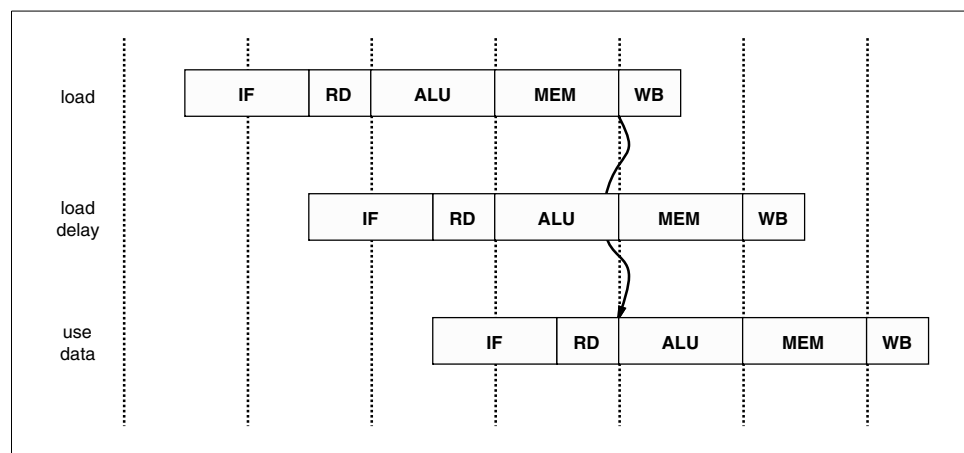 load IF RD ALU MEM WB
load
delay
IF RD ALU MEM WB
use
data
IF RD ALU MEM WB